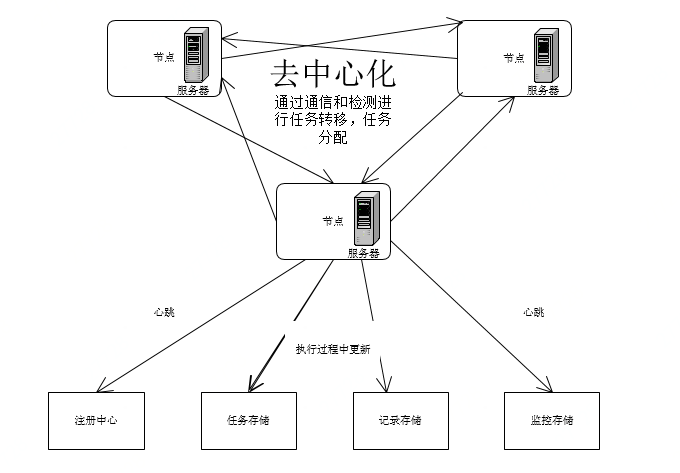 节点
服务器
节点
服务器
去中心化
通过通信和检测进
行任务转移，任务
分配
节点
服务器
心跳
心跳
执行过程中更新
注册中心
任务存储
记录存储
监控存储